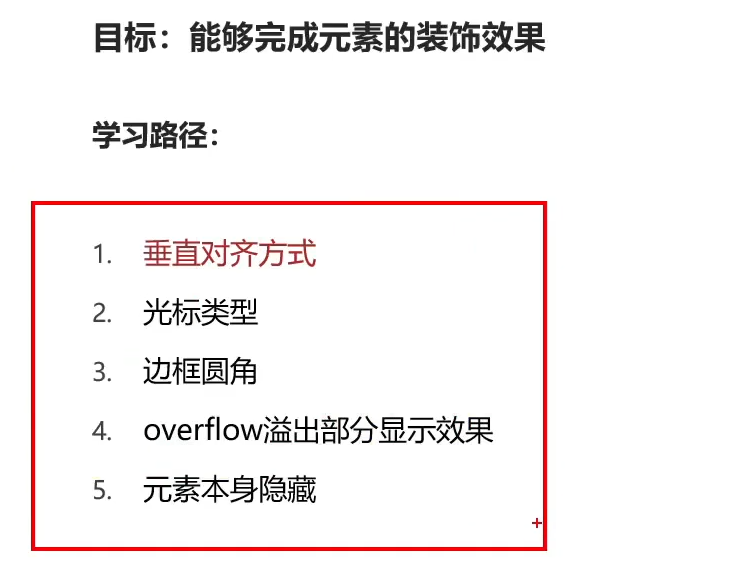 目标：能够完成元素的装饰效果
学习路径：
1. 垂直对齐方式
2. 光标类型
3. 边框圆角
4. overflow溢出部分显示效果
5. 元素本身隐藏